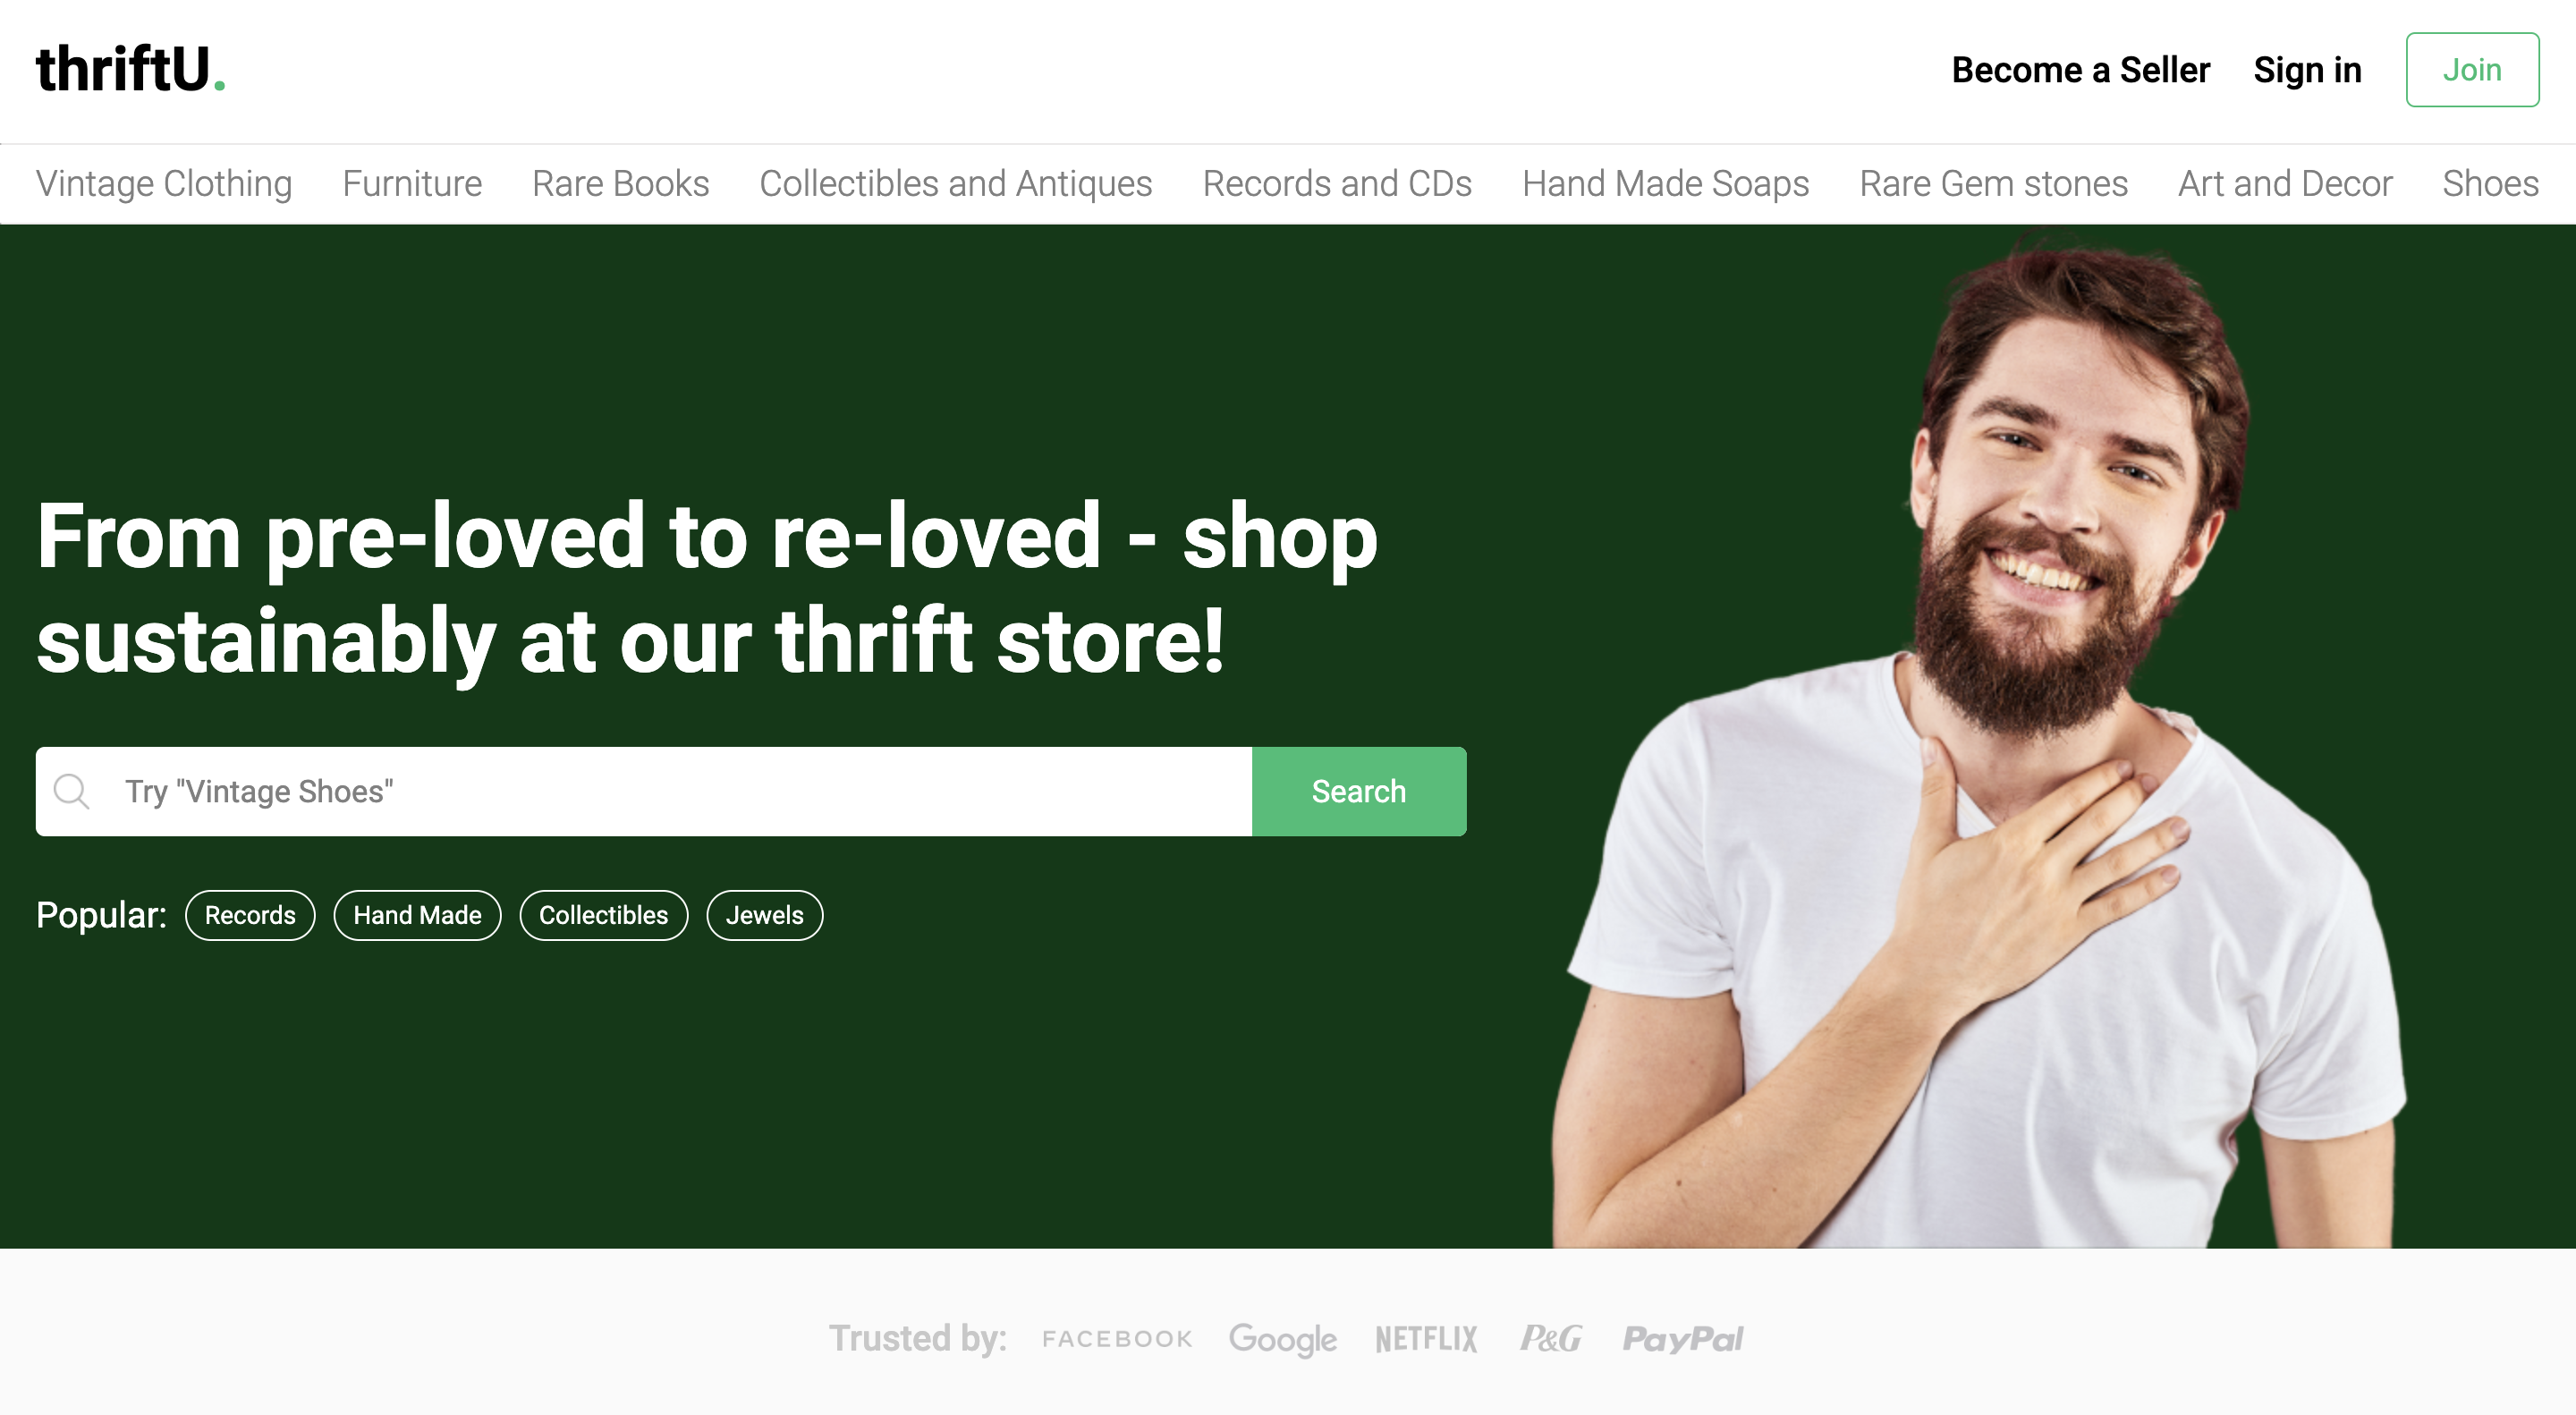 thriftU.
Become a Seller Sign in Join
Vintage Clothing Furniture Rare Books Collectibles and Antiques Records and CDs Hand Made Soaps Rare Gem stones Art and Decor Shoes
From pre-loved to re-loved - shop
sustainably at our thrift store!
Try "Vintage Shoes" Search
Popular: Records Hand Made Collectibles Jewels
Trusted by: FACEBOOK Google NETFLIX P&G PayPal